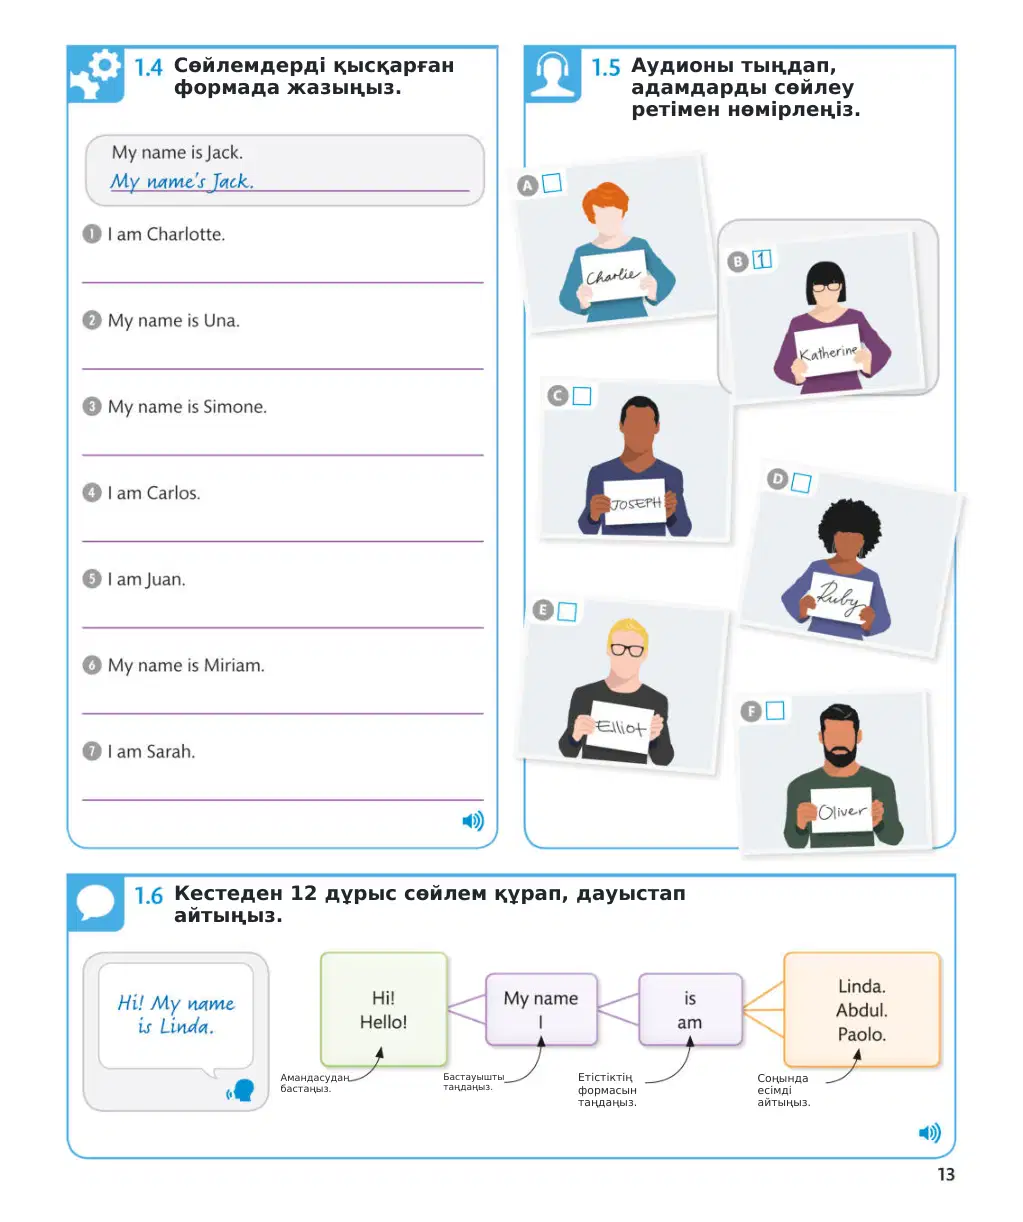 1.4 Сөйлемдерді қысқарған
формада жазыңыз.
My name is Jack.
My name's Jack.
1 I am Charlotte.
2 My name is Una.
3 My name is Simone.
4 I am Carlos.
5 I am Juan.
6 My name is Miriam.
7 I am Sarah.
1.5 Аудионы тыңдап,
адамдарды сөйлеу
ретімен нөмірлеңіз.
A
Charlie
B 1
Katherine
C
JOSEPH
D
Ruby
E
Elliot
F
Oliver
1.6 Кестеден 12 дұрыс сөйлем құрап, дауыстап
айтыңыз.
Hi! My name
is Linda.
Hi!
Hello!
My name
I
is
am
Linda.
Abdul.
Paolo.
Амандасудан
бастаңыз.
Бастауышты
таңдаңыз.
Етістіктің
формасын
таңдаңыз.
Соңында
есімді
айтыңыз.
13